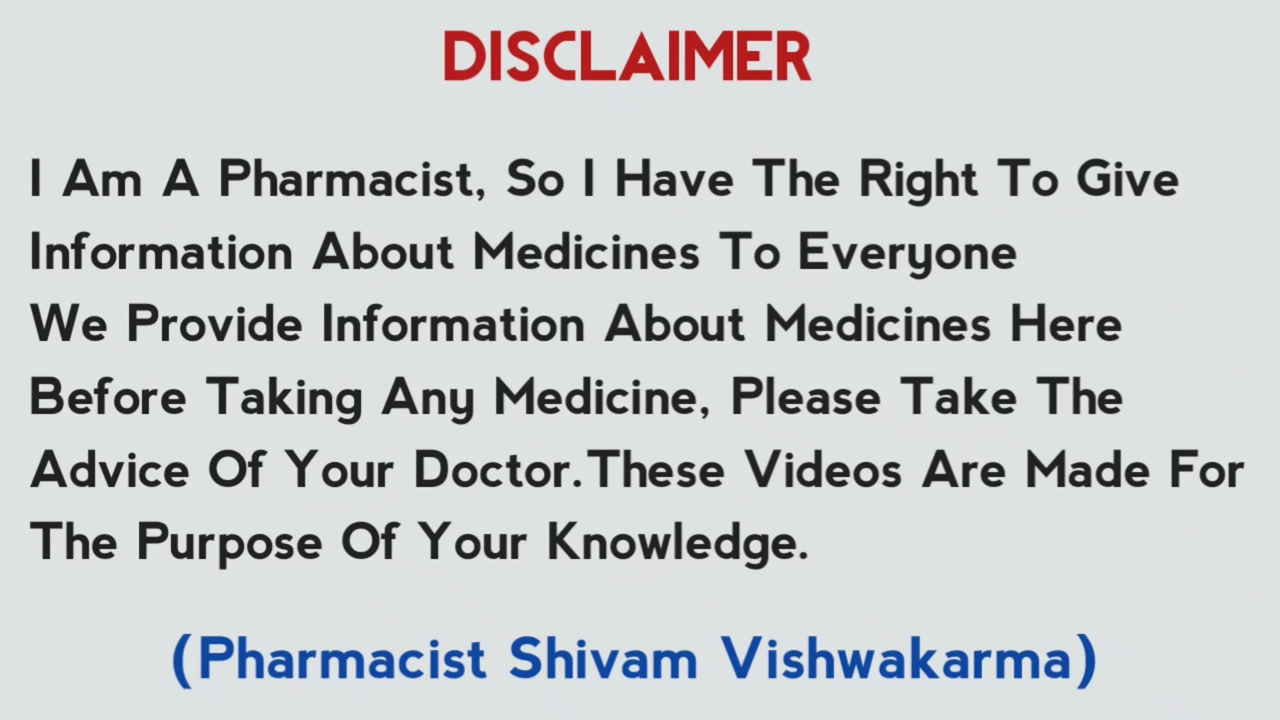 DISCLAIMER
I Am A Pharmacist, So I Have The Right To Give
Information About Medicines To Everyone
We Provide Information About Medicines Here
Before Taking Any Medicine, Please Take The
Advice Of Your Doctor.These Videos Are Made For
The Purpose Of Your Knowledge.
(Pharmacist Shivam Vishwakarma)